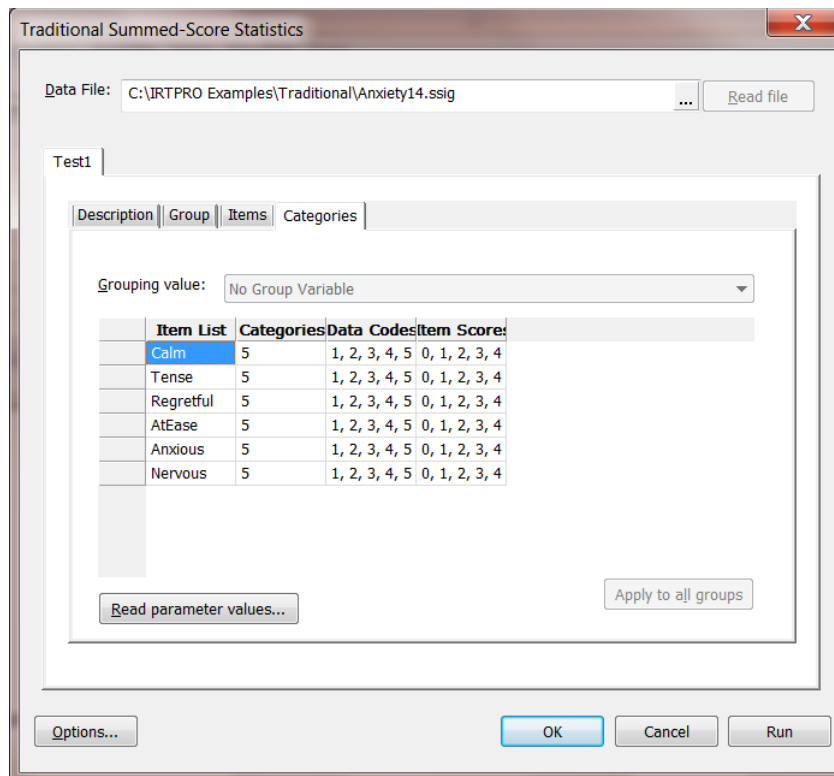 Traditional Summed-Score Statistics
X
Data File: C:\IRTPRO Examples\Traditional\Anxiety14.ssig ... Read file
Test1
Description Group Items Categories
Grouping value: No Group Variable
Item List Categories Data Codes Item Scores
Calm 5 1, 2, 3, 4, 5 0, 1, 2, 3, 4
Tense 5 1, 2, 3, 4, 5 0, 1, 2, 3, 4
Regretful 5 1, 2, 3, 4, 5 0, 1, 2, 3, 4
AtEase 5 1, 2, 3, 4, 5 0, 1, 2, 3, 4
Anxious 5 1, 2, 3, 4, 5 0, 1, 2, 3, 4
Nervous 5 1, 2, 3, 4, 5 0, 1, 2, 3, 4
Read parameter values... Apply to all groups
Options... OK Cancel Run